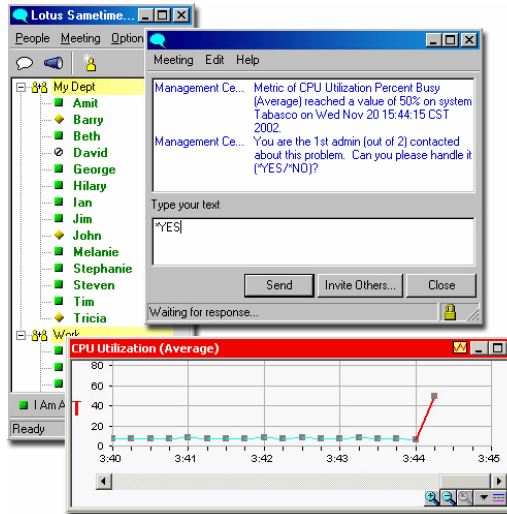 Lotus Sametime...
People Meeting Option
My Dept
Amit
Barry
Beth
David
George
Hilary
Ian
Jim
John
Melanie
Stephanie
Steven
Tim
Tricia
Work
I Am A
Ready
Meeting Edit Help
Management Ce... Metric of CPU Utilization Percent Busy
(Average) reached a value of 50% on system
Tabasco on Wed Nov 20 15:44:15 CST
2002.
Management Ce... You are the 1st admin (out of 2) contacted
about this problem. Can you please handle it
(*YES/*NO)?
Type your text
*YES
Send Invite Others... Close
Waiting for response...
CPU Utilization (Average)
80
60
40
20
0
T
3:40 3:41 3:42 3:43 3:44 3:45